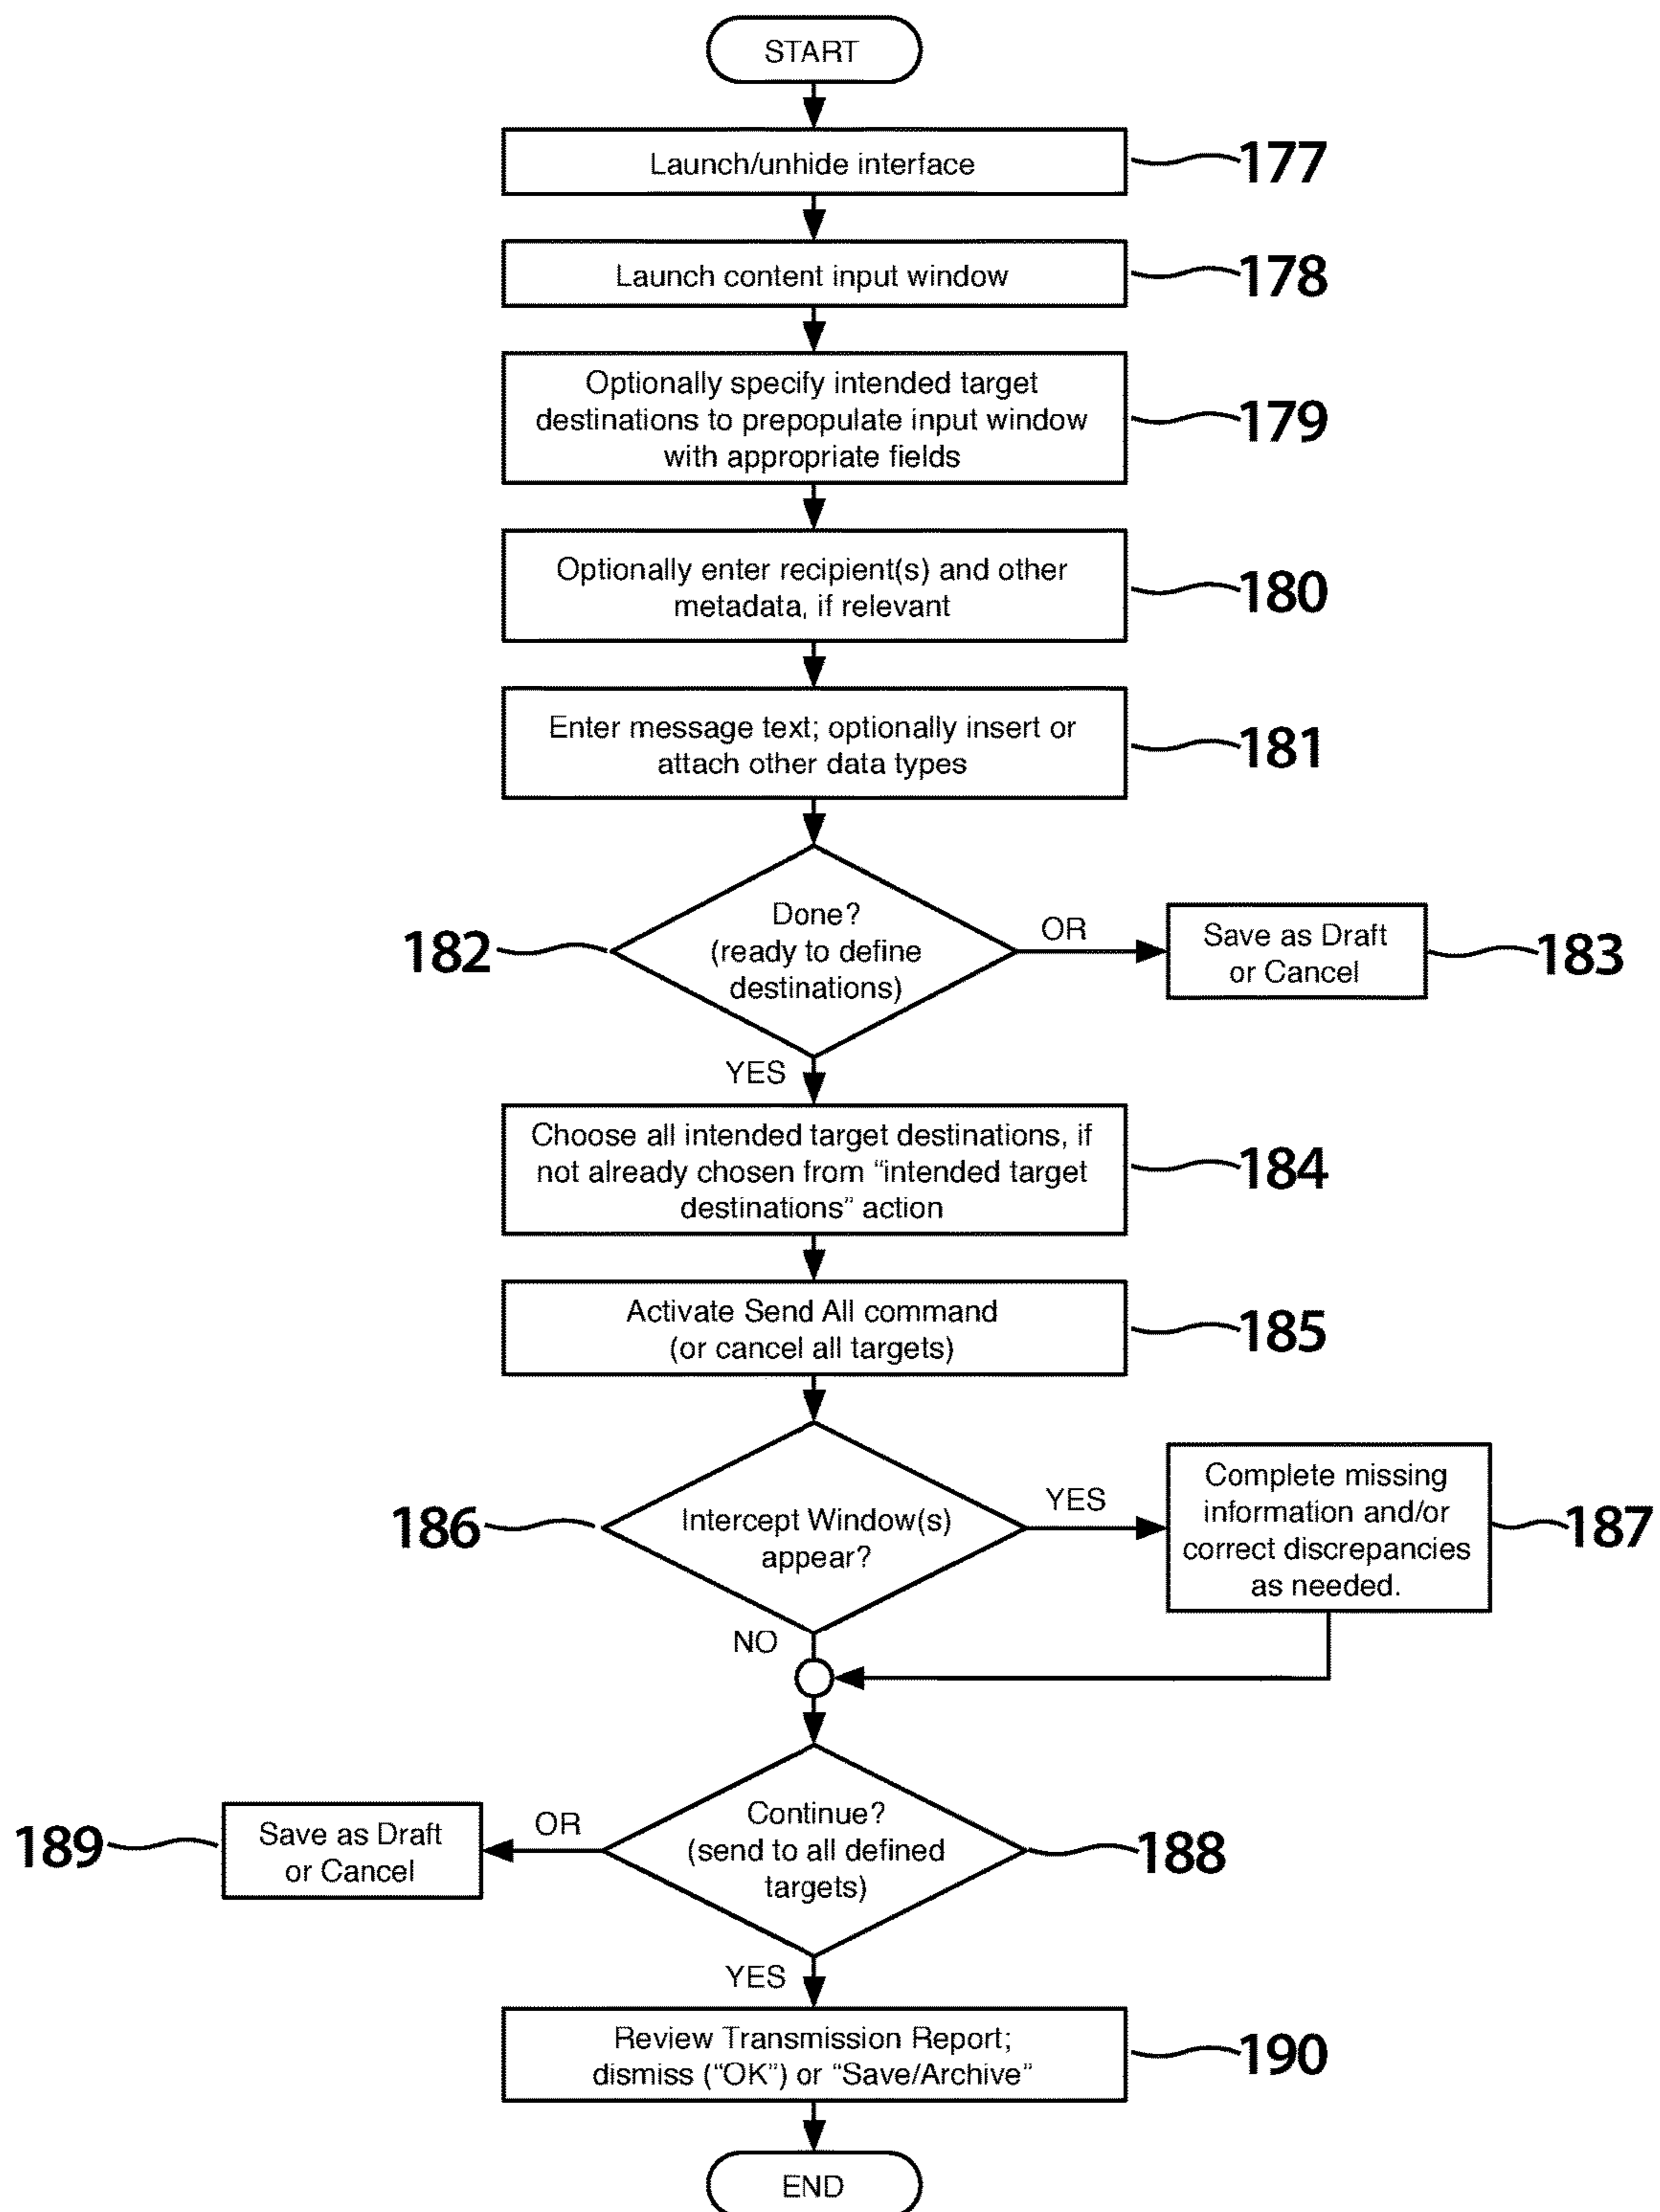 START
Launch/unhide interface
177
Launch content input window
178
Optionally specify intended target
destinations to prepopulate input window
with appropriate fields
179
Optionally enter recipient(s) and other
metadata, if relevant
180
Enter message text; optionally insert or
attach other data types
181
182
Done?
(ready to define
destinations)
OR
Save as Draft
or Cancel
183
YES
Choose all intended target destinations, if
not already chosen from “intended target
destinations” action
184
Activate Send All command
(or cancel all targets)
185
186
Intercept Window(s)
appear?
YES
Complete missing
information and/or
correct discrepancies
as needed.
187
NO
189
Save as Draft
or Cancel
OR
Continue?
(send to all defined
targets)
188
YES
Review Transmission Report;
dismiss (“OK”) or “Save/Archive”
190
END